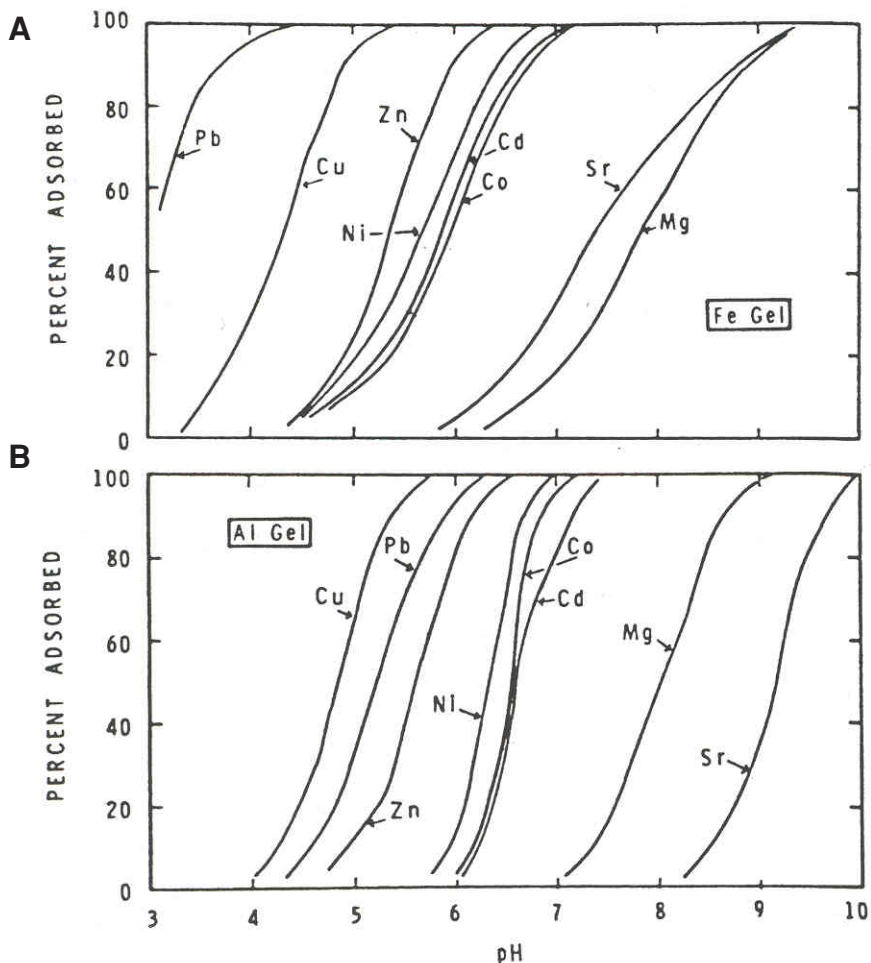 A
PERCENT ADSORBED
100
80
60
40
20
0
Pb
Cu
Zn
Ni
Cd
Co
Sr
Mg
Fe Gel
B
PERCENT ADSORBED
100
80
60
40
20
0
Al Gel
Cu
Pb
Zn
Ni
Co
Cd
Mg
Sr
3 4 5 6 7 8 9 10
pH